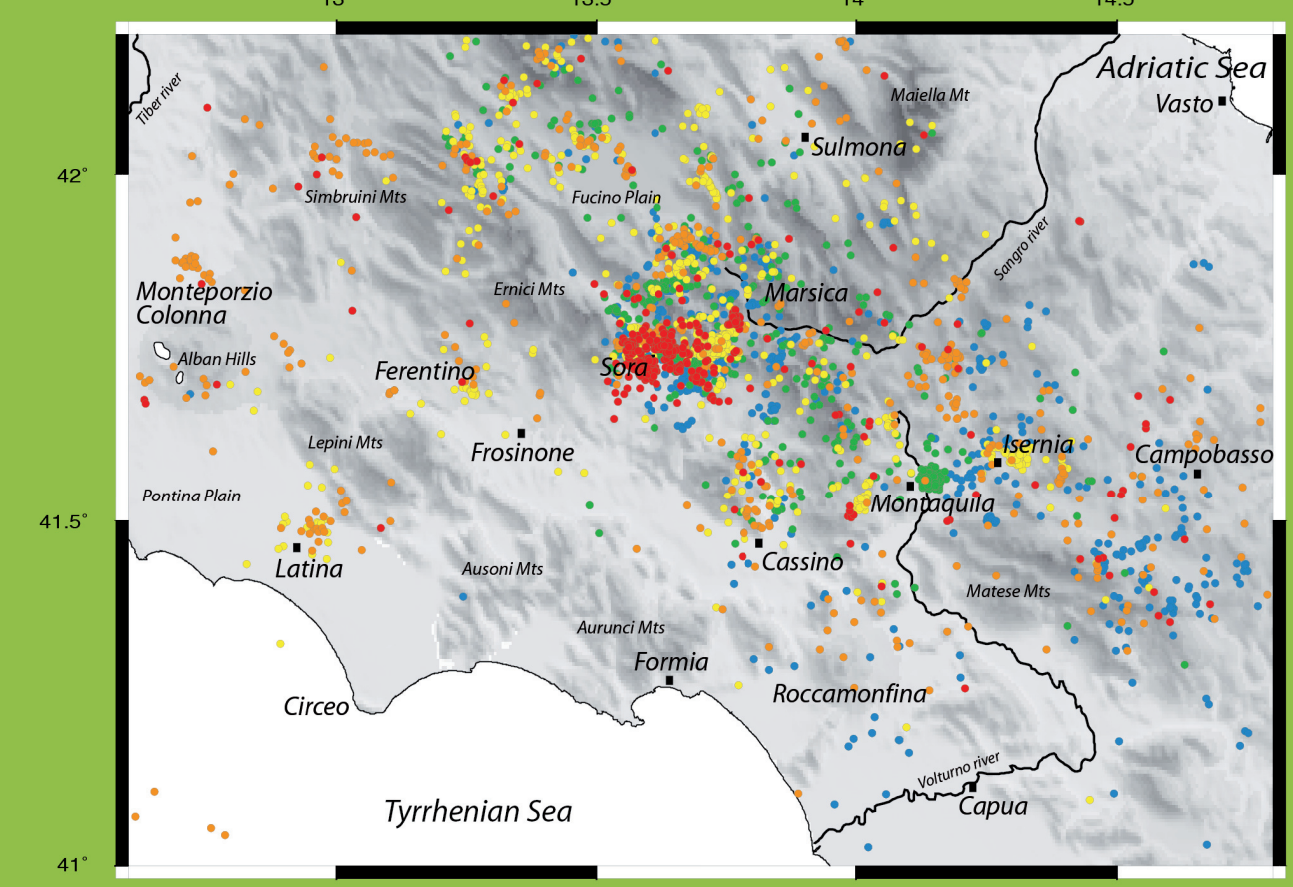 13
13.5
14
14.5
Adriatic Sea
Tiber river
Maiella Mt
Vasto
Sulmona
42°
Simbruini Mts
Fucino Plain
Sangro river
Monteporzio
Colonna
Ernici Mts
Marsica
Alban Hills
Ferentino
Sora
Lepini Mts
Frosinone
Isernia
Campobasso
Pontina Plain
Montaquila
41.5°
Latina
Ausoni Mts
Cassino
Matese Mts
Aurunci Mts
Formia
Circeo
Roccamonfina
Volturno river
Tyrrhenian Sea
Capua
41°